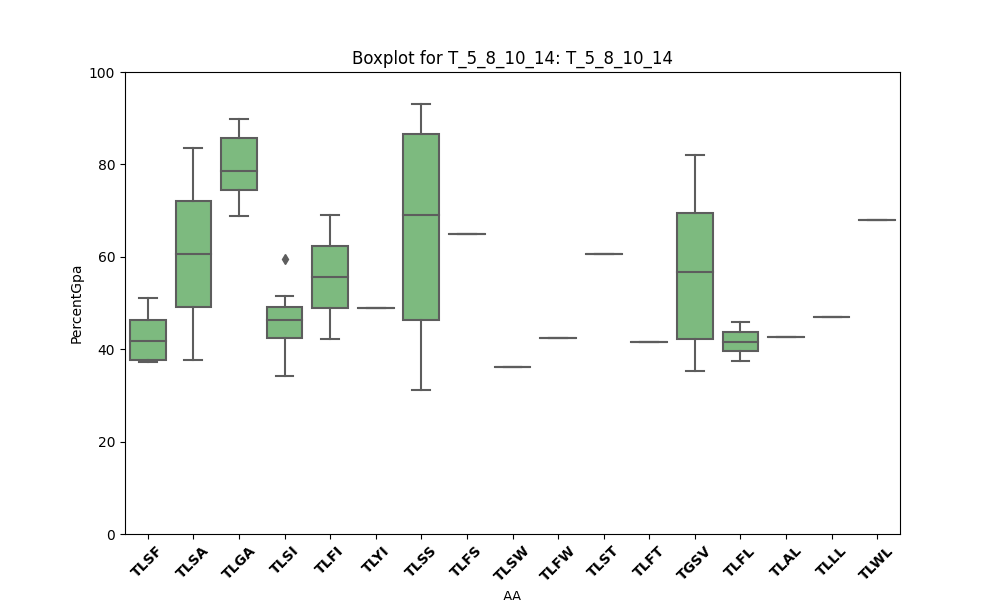 Boxplot for T_5_8_10_14: T_5_8_10_14
100
80
60
40
20
0
PercentGpa
TLSF TLSA TLGA TLSI TLFI TLYI TLSS TLFS TLSW TLFW TLST TLFT TGSV TLFL TLAL TLLL TLWL
AA